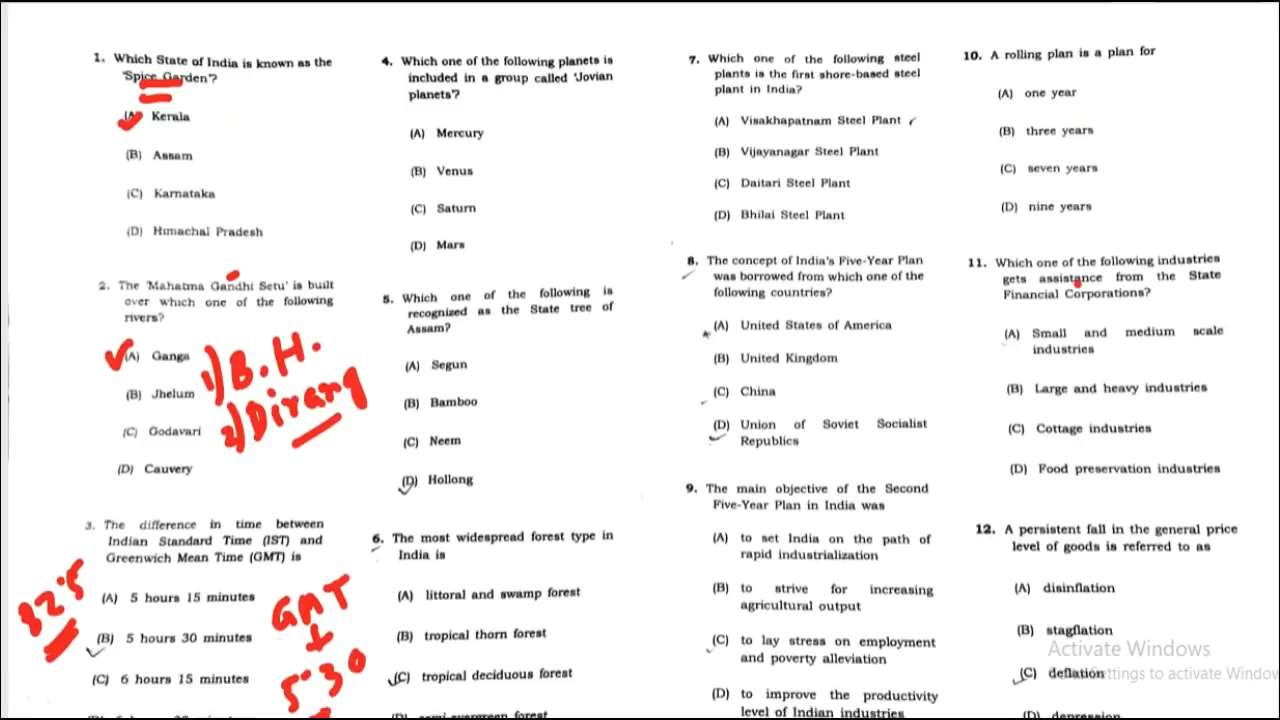 1. Which State of India is known as the
'Spice Garden'?
(A) Kerala
(B) Assam
(C) Karnataka
(D) Himachal Pradesh
2. The 'Mahatma Gandhi Setu' is built
over which one of the following
rivers?
(A) Ganga
(B) Jhelum
(C) Godavari
(D) Cauvery
1) B.H.
2) Dirang
3. The difference in time between
Indian Standard Time (IST) and
Greenwich Mean Time (GMT) is
(A) 5 hours 15 minutes
(B) 5 hours 30 minutes
(C) 6 hours 15 minutes
82.5
GMT
+
5.30
4. Which one of the following planets is
included in a group called 'Jovian
planets'?
(A) Mercury
(B) Venus
(C) Saturn
(D) Mars
5. Which one of the following is
recognized as the State tree of
Assam?
(A) Segun
(B) Bamboo
(C) Neem
(D) Hollong
6. The most widespread forest type in
India is
(A) littoral and swamp forest
(B) tropical thorn forest
(C) tropical deciduous forest
(D) semi-evergreen forest
7. Which one of the following steel
plants is the first shore-based steel
plant in India?
(A) Visakhapatnam Steel Plant
(B) Vijayanagar Steel Plant
(C) Daitari Steel Plant
(D) Bhilai Steel Plant
8. The concept of India's Five-Year Plan
was borrowed from which one of the
following countries?
(A) United States of America
(B) United Kingdom
(C) China
(D) Union of Soviet Socialist
Republics
9. The main objective of the Second
Five-Year Plan in India was
(A) to set India on the path of
rapid industrialization
(B) to strive for increasing
agricultural output
(C) to lay stress on employment
and poverty alleviation
(D) to improve the productivity
level of Indian industries
10. A rolling plan is a plan for
(A) one year
(B) three years
(C) seven years
(D) nine years
11. Which one of the following industries
gets assistance from the State
Financial Corporations?
(A) Small and medium scale
industries
(B) Large and heavy industries
(C) Cottage industries
(D) Food preservation industries
12. A persistent fall in the general price
level of goods is referred to as
(A) disinflation
(B) stagflation
(C) deflation
(D) depression
Activate Windows
Settings to activate Window